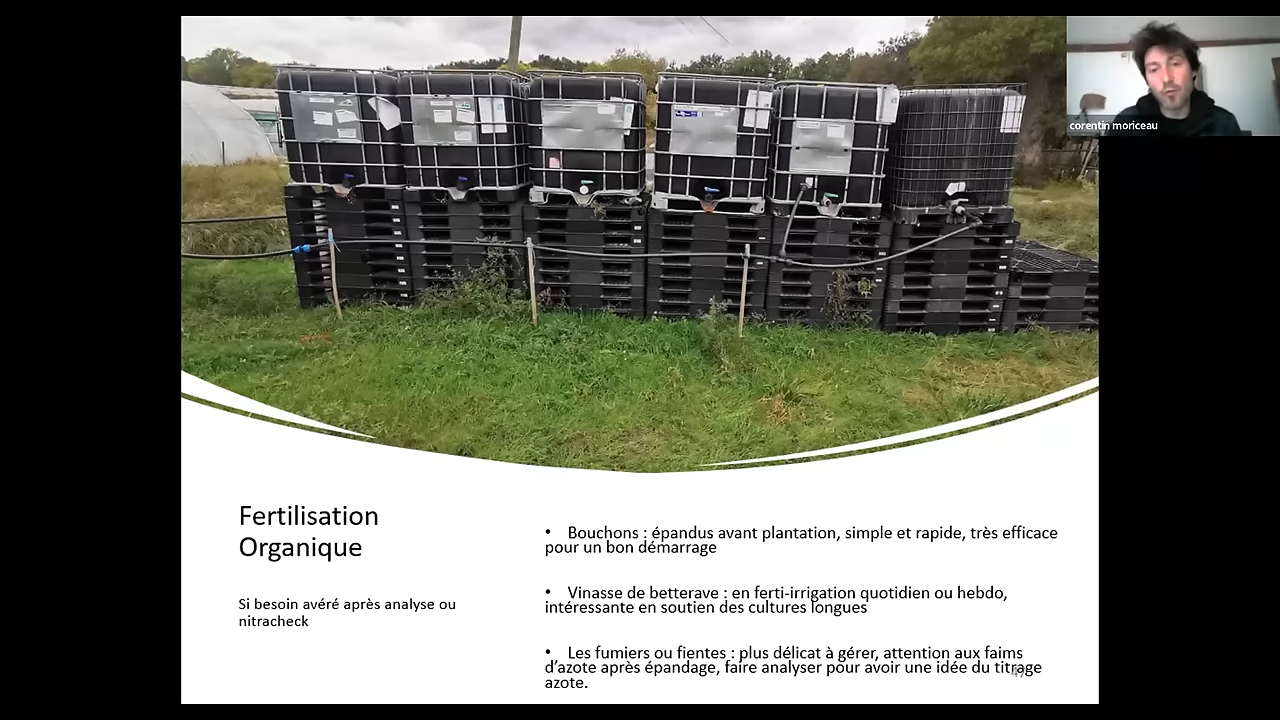 corentin moriceau
Fertilisation
Organique
Si besoin avéré après analyse ou
nitracheck
• Bouchons : épandus avant plantation, simple et rapide, très efficace
pour un bon démarrage
• Vinasse de betterave : en ferti-irrigation quotidien ou hebdo,
intéressante en soutien des cultures longues
• Les fumiers ou fientes : plus délicat à gérer, attention aux faims
d'azote après épandage, faire analyser pour avoir une idée du titrage
azote.